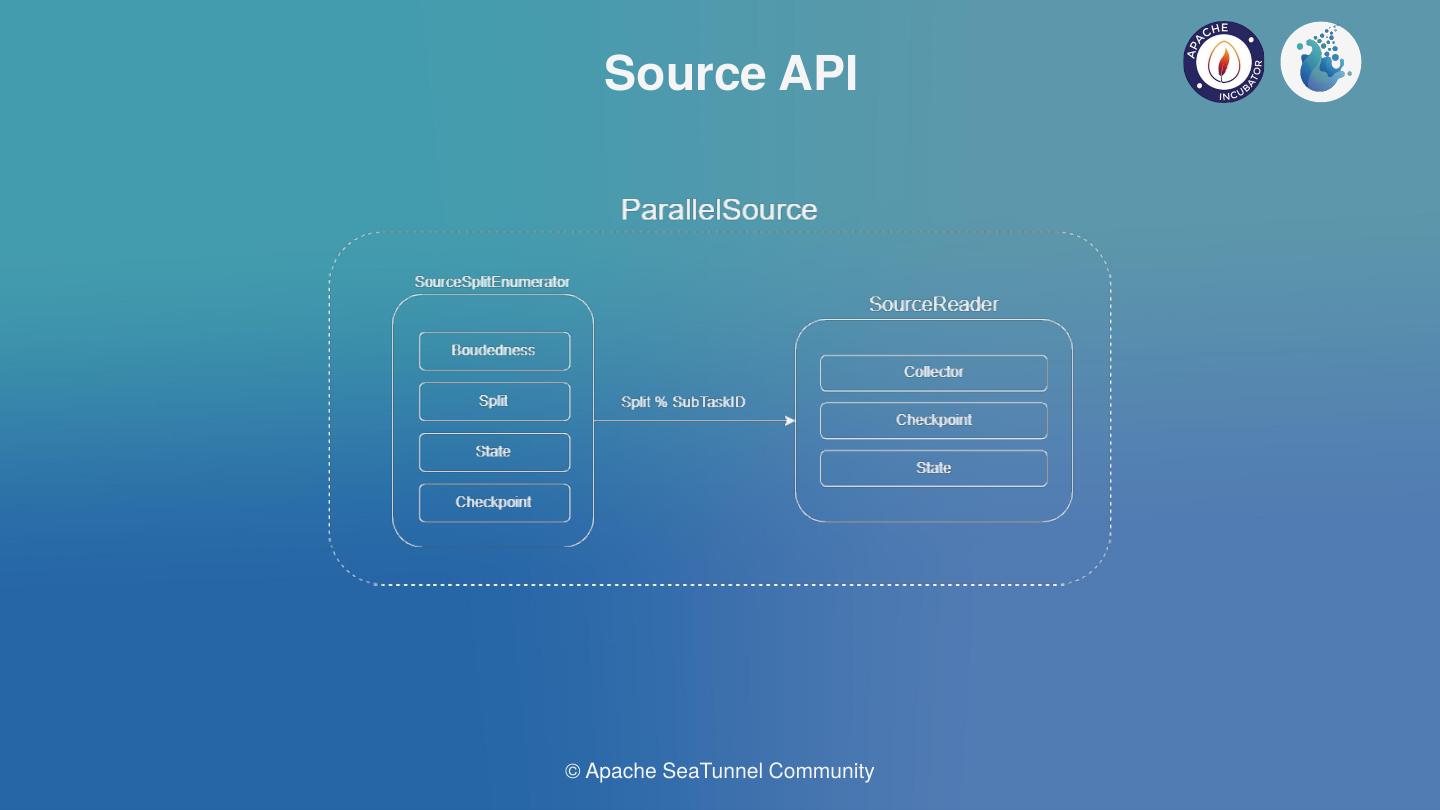 Source API
APACHE
INCUBATOR
ParallelSource
SourceSplitEnumerator
Boudedness
Split
State
Checkpoint
Split % SubTaskID
SourceReader
Collector
Checkpoint
State
© Apache SeaTunnel Community